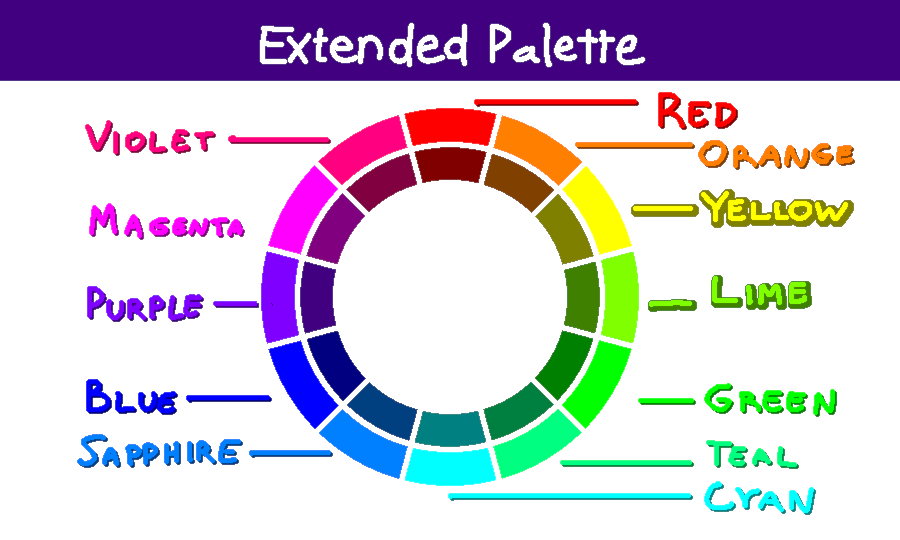 Extended Palette
RED
ORANGE
YELLOW
LIME
GREEN
TEAL
CYAN
SAPPHIRE
BLUE
PURPLE
MAGENTA
VIOLET